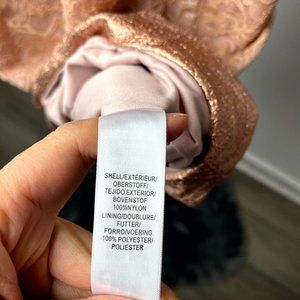 SHELL/EXTÉRIEUR/
OBERSTOFF/
TEJIDO EXTERIOR/
BOVENSTOF
100%NYLON
LINING/DOUBLURE/
FUTTER/
FORRO/VOERING
100% POLYESTER/
POLIESTER